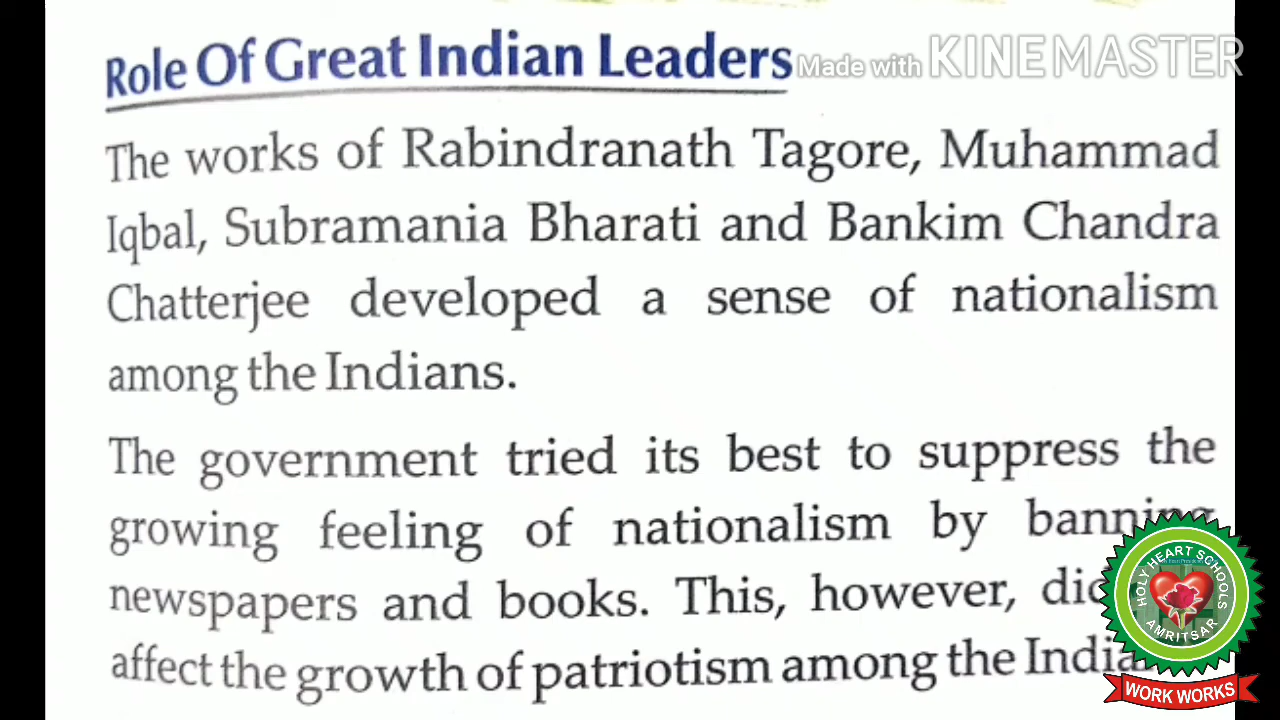 Role Of Great Indian Leaders
Made with KINEMASTER
The works of Rabindranath Tagore, Muhammad
Iqbal, Subramania Bharati and Bankim Chandra
Chatterjee developed a sense of nationalism
among the Indians.
The government tried its best to suppress the
growing feeling of nationalism by banning
newspapers and books. This, however,
affect the growth of patriotism among the
HOLY HEART SCHOOLS
AMRITSAR
WORK WORKS